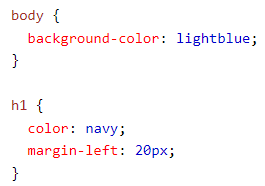 body {
  background-color: lightblue;
}

h1 {
  color: navy;
  margin-left: 20px;
}